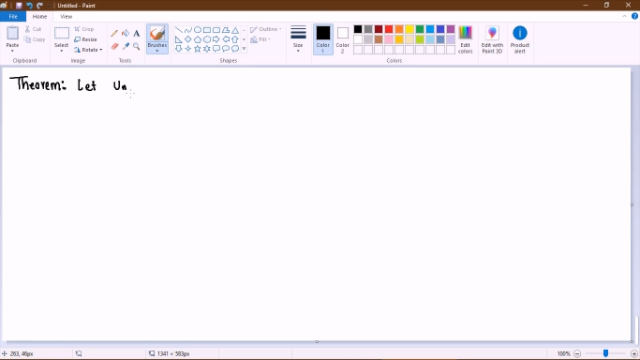 Untitled - Paint
File Home View
Paste Cut Copy Select Crop Resize Rotate Brushes Outline Fill Size Color 1 Color 2 Edit colors Edit with Paint 3D Product alert
Clipboard Image Tools Shapes Colors
Theorem: Let Un
263, 46px 1341 × 583px 100%